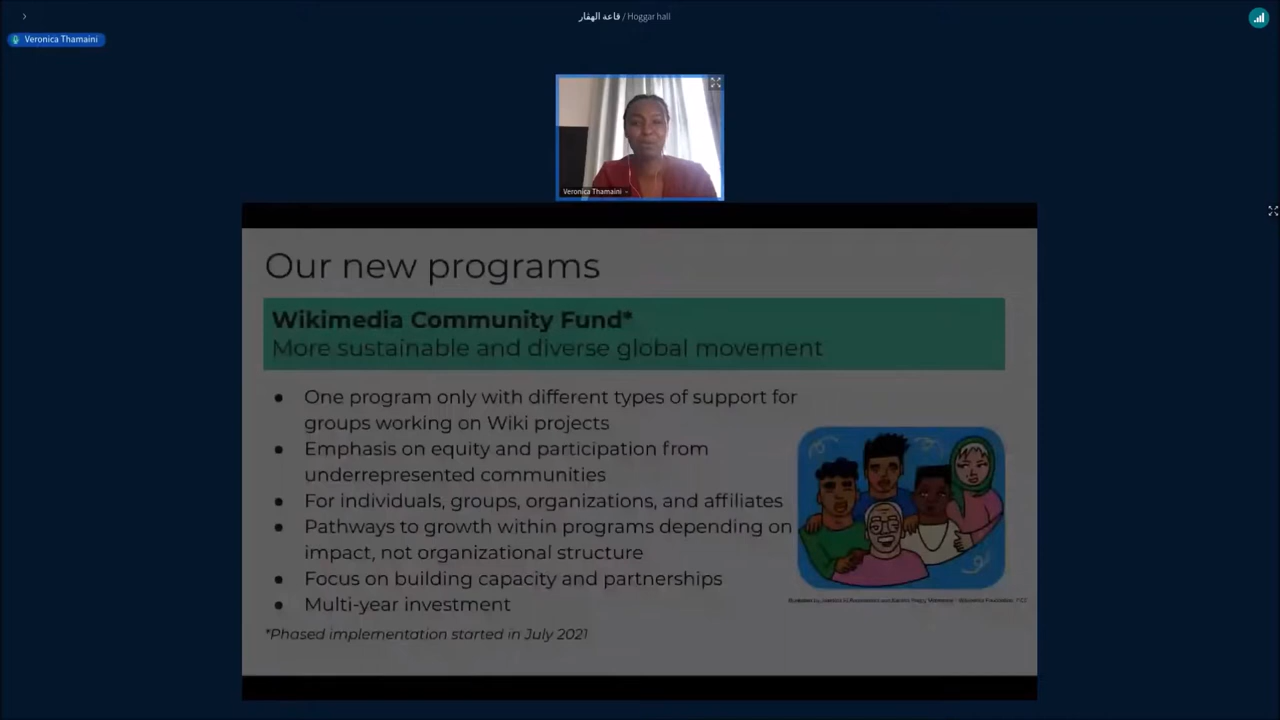 قاعة الهڨار / Hoggar hall
Veronica Thamaini
Veronica Thamaini
Our new programs
Wikimedia Community Fund*
More sustainable and diverse global movement
● One program only with different types of support for
groups working on Wiki projects
● Emphasis on equity and participation from
underrepresented communities
● For individuals, groups, organizations, and affiliates
● Pathways to growth within programs depending on
impact, not organizational structure
● Focus on building capacity and partnerships
● Multi-year investment
*Phased implementation started in July 2021